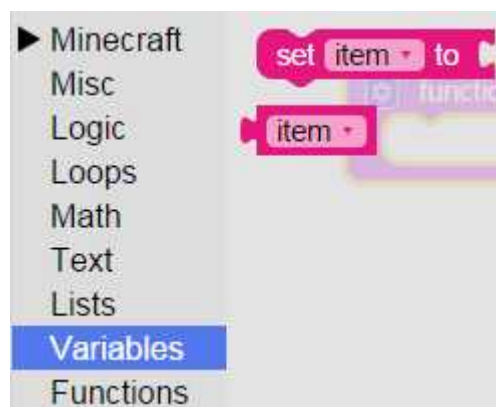 Minecraft
Misc
Logic
Loops
Math
Text
Lists
Variables
Functions
set item to
item